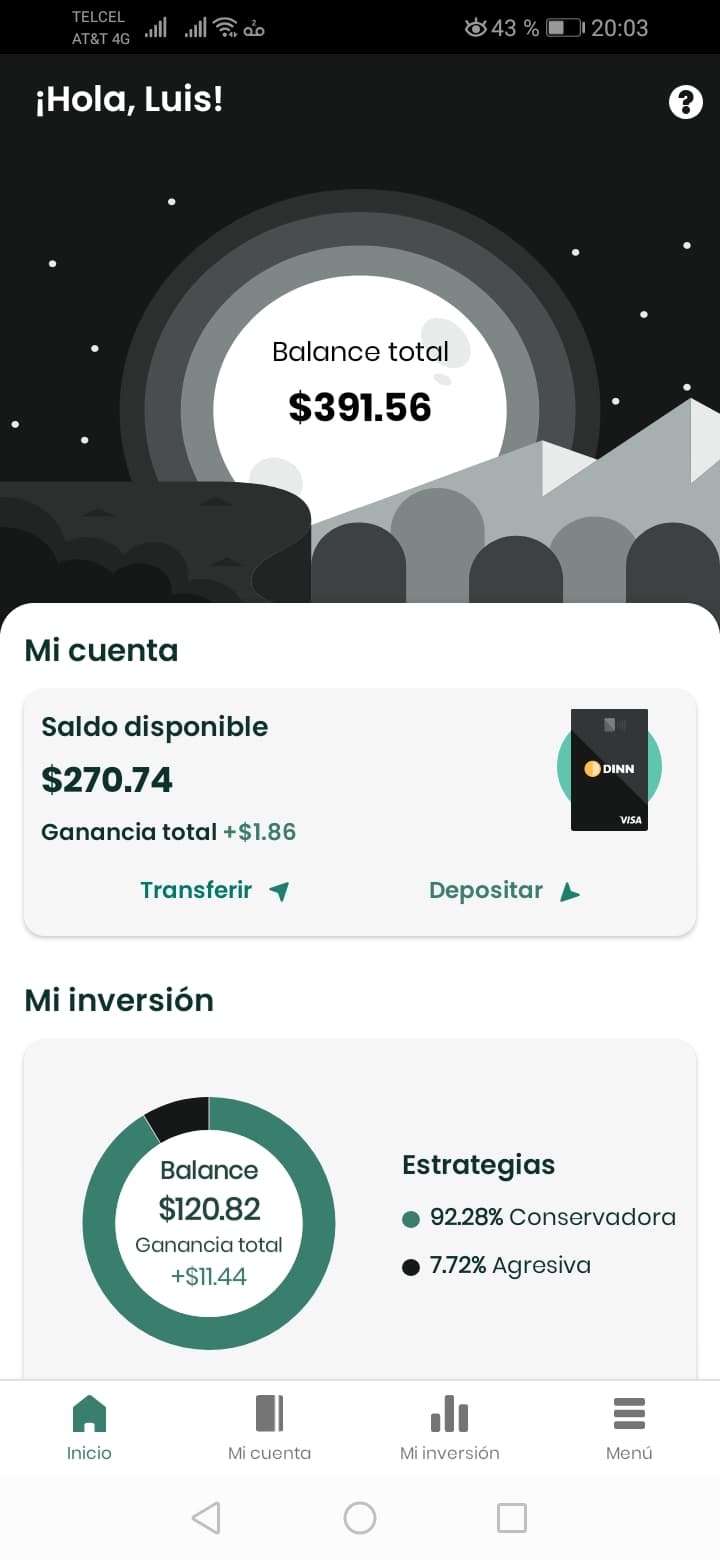 TELCEL
AT&T 4G
2
43 %
20:03
¡Hola, Luis!
?
Balance total
$391.56
Mi cuenta
Saldo disponible
$270.74
DINN
VISA
Ganancia total +$1.86
Transferir
Depositar
Mi inversión
Balance
$120.82
Ganancia total
+$11.44
Estrategias
92.28% Conservadora
7.72% Agresiva
Inicio
Mi cuenta
Mi inversión
Menú